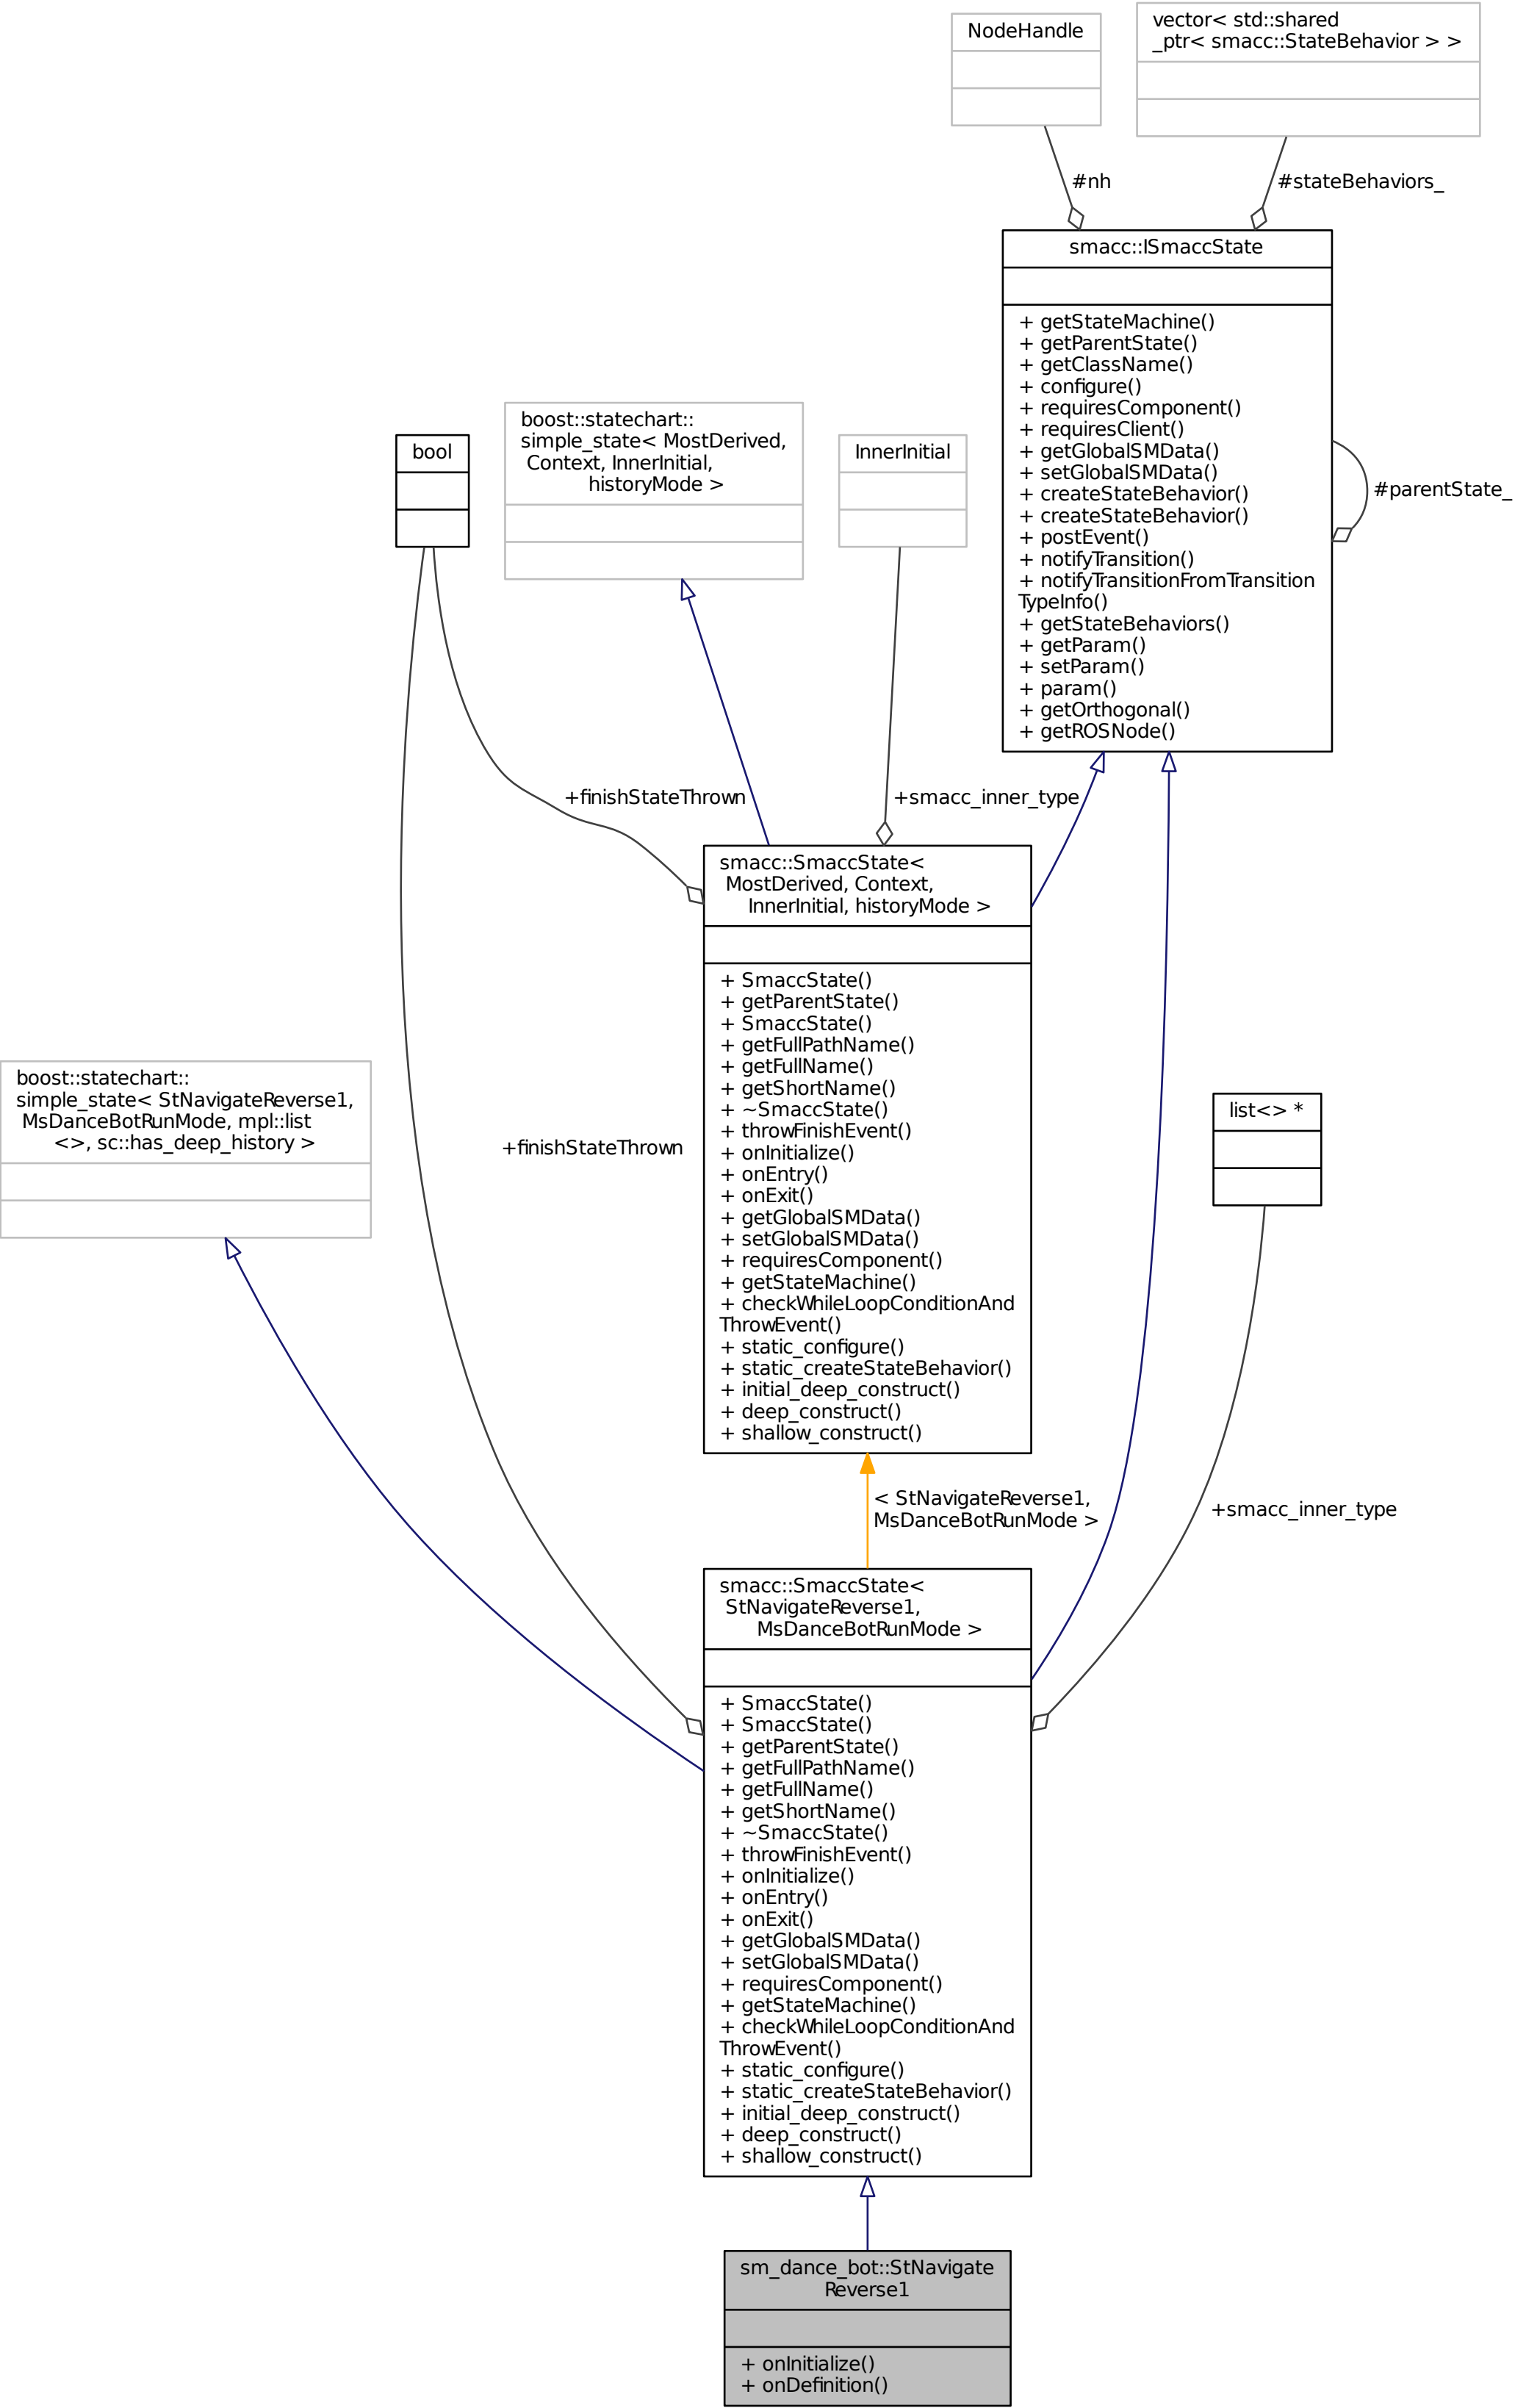 NodeHandle
vector< std::shared
_ptr< smacc::StateBehavior > >
#nh
#stateBehaviors_
smacc::ISmaccState
+ getStateMachine()
+ getParentState()
+ getClassName()
+ configure()
+ requiresComponent()
+ requiresClient()
+ getGlobalSMData()
+ setGlobalSMData()
+ createStateBehavior()
+ createStateBehavior()
+ postEvent()
+ notifyTransition()
+ notifyTransitionFromTransition
TypeInfo()
+ getStateBehaviors()
+ getParam()
+ setParam()
+ param()
+ getOrthogonal()
+ getROSNode()
#parentState_
bool
boost::statechart::
simple_state< MostDerived,
Context, InnerInitial,
historyMode >
InnerInitial
+finishStateThrown
+smacc_inner_type
smacc::SmaccState<
MostDerived, Context,
InnerInitial, historyMode >
+ SmaccState()
+ getParentState()
+ SmaccState()
+ getFullPathName()
+ getFullName()
+ getShortName()
+ ~SmaccState()
+ throwFinishEvent()
+ onInitialize()
+ onEntry()
+ onExit()
+ getGlobalSMData()
+ setGlobalSMData()
+ requiresComponent()
+ getStateMachine()
+ checkWhileLoopConditionAnd
ThrowEvent()
+ static_configure()
+ static_createStateBehavior()
+ initial_deep_construct()
+ deep_construct()
+ shallow_construct()
boost::statechart::
simple_state< StNavigateReverse1,
MsDanceBotRunMode, mpl::list
<>, sc::has_deep_history >
+finishStateThrown
list<> *
< StNavigateReverse1,
MsDanceBotRunMode >
+smacc_inner_type
smacc::SmaccState<
StNavigateReverse1,
MsDanceBotRunMode >
+ SmaccState()
+ SmaccState()
+ getParentState()
+ getFullPathName()
+ getFullName()
+ getShortName()
+ ~SmaccState()
+ throwFinishEvent()
+ onInitialize()
+ onEntry()
+ onExit()
+ getGlobalSMData()
+ setGlobalSMData()
+ requiresComponent()
+ getStateMachine()
+ checkWhileLoopConditionAnd
ThrowEvent()
+ static_configure()
+ static_createStateBehavior()
+ initial_deep_construct()
+ deep_construct()
+ shallow_construct()
sm_dance_bot::StNavigate
Reverse1
+ onInitialize()
+ onDefinition()